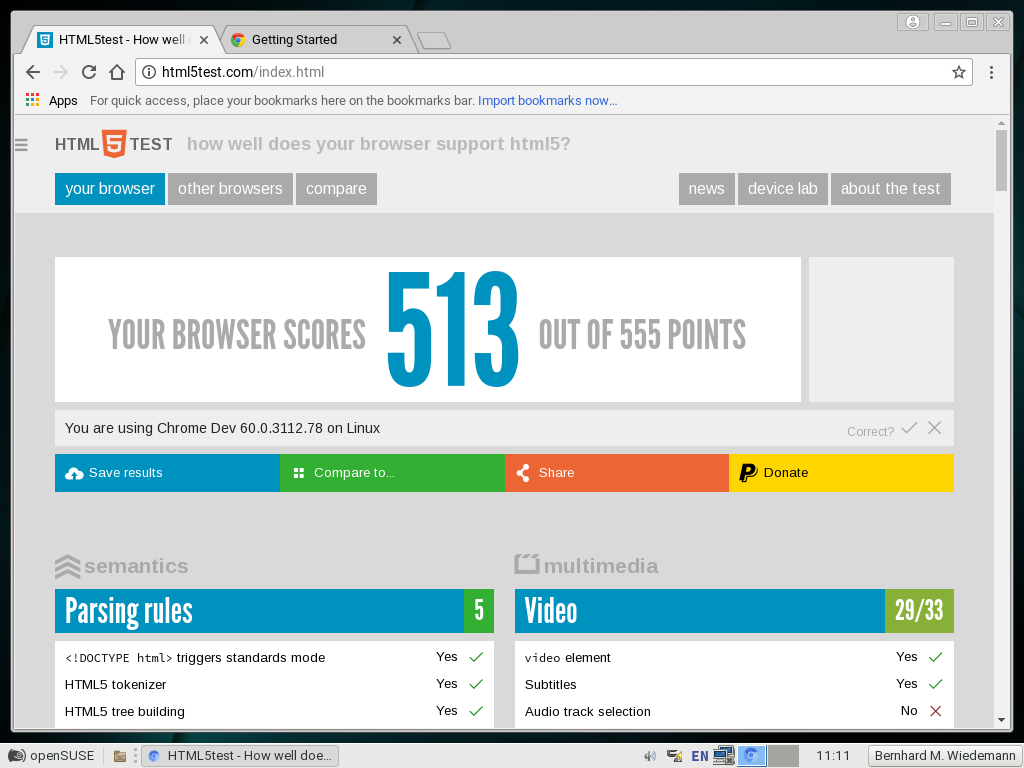 HTML5test - How well
Getting Started
html5test.com/index.html
Apps For quick access, place your bookmarks here on the bookmarks bar. Import bookmarks now...
HTML 5 TEST how well does your browser support html5?
your browser other browsers compare news device lab about the test
YOUR BROWSER SCORES 513 OUT OF 555 POINTS
You are using Chrome Dev 60.0.3112.78 on Linux Correct?
Save results Compare to... Share Donate
semantics
Parsing rules 5
<!DOCTYPE html> triggers standards mode Yes
HTML5 tokenizer Yes
HTML5 tree building Yes
multimedia
Video 29/33
video element Yes
Subtitles Yes
Audio track selection No
openSUSE HTML5test - How well doe... EN 11:11 Bernhard M. Wiedemann